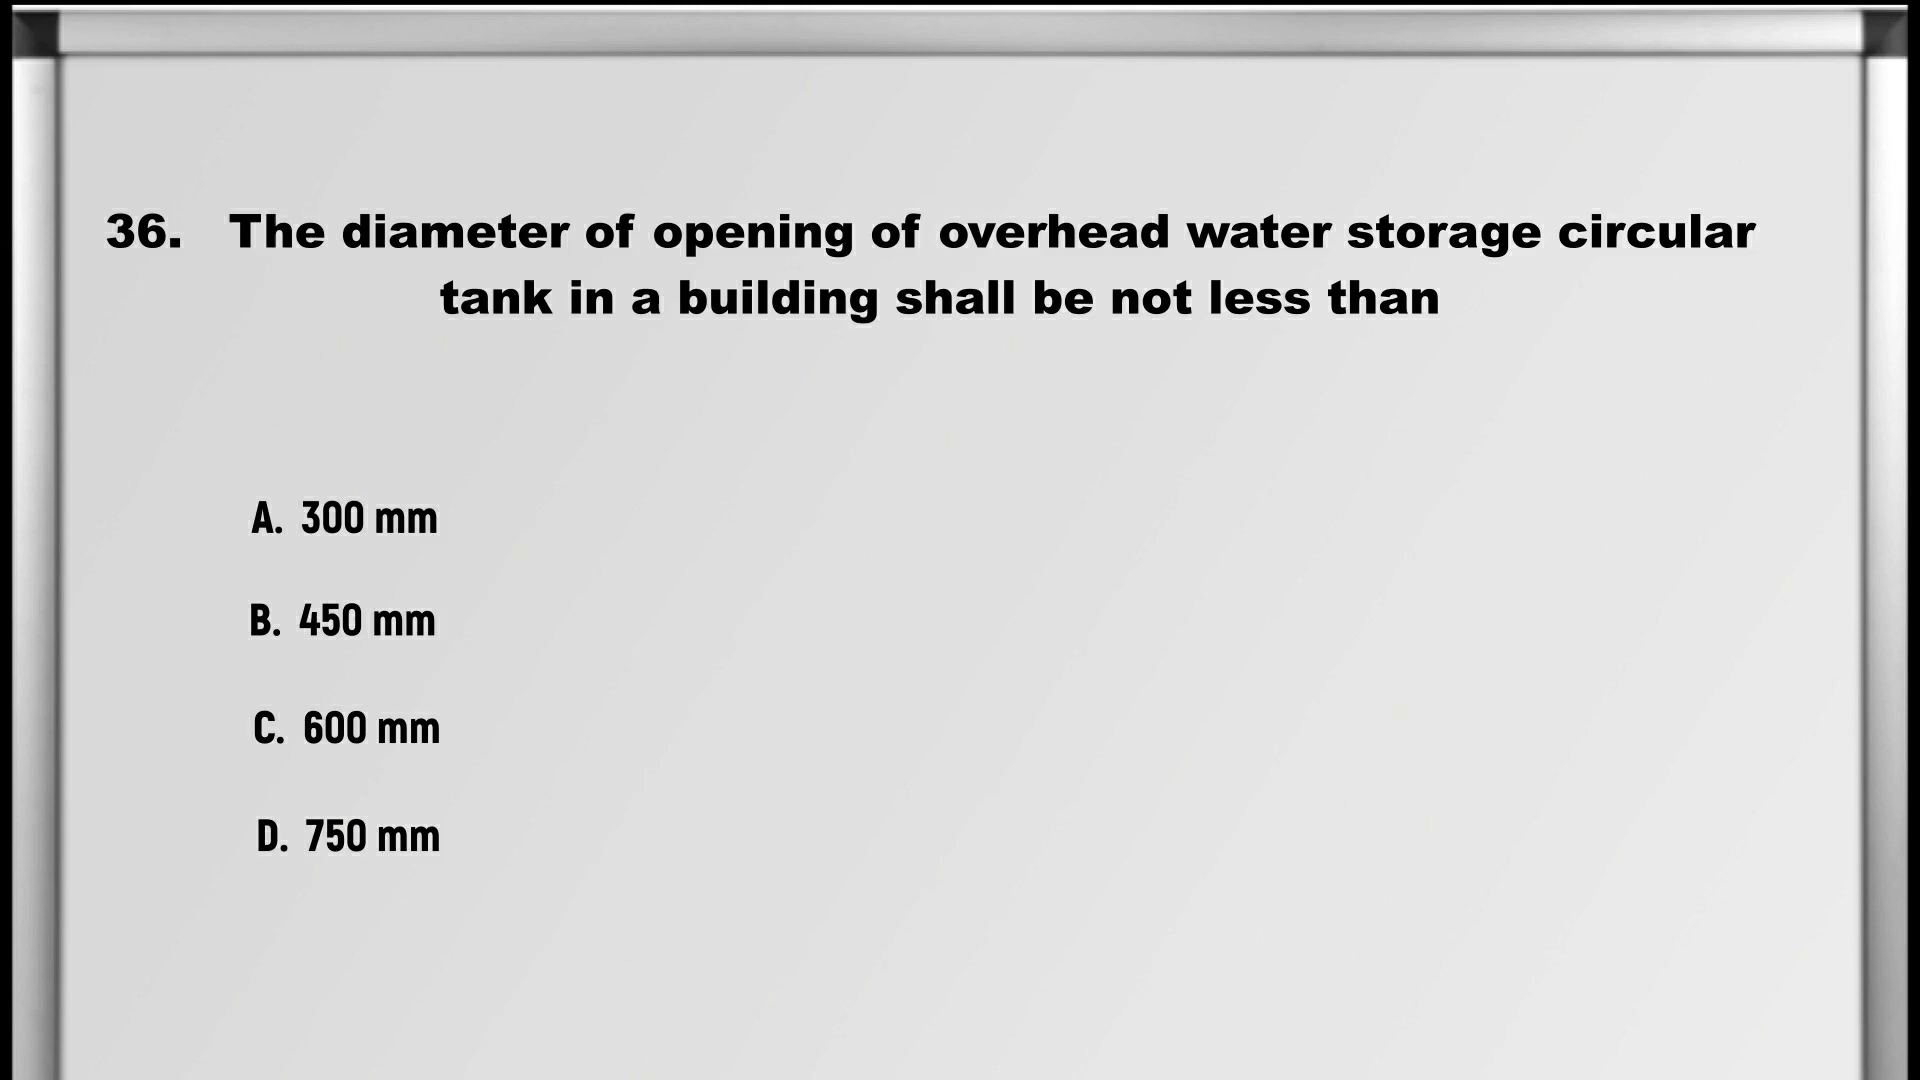 36. The diameter of opening of overhead water storage circular
tank in a building shall be not less than
A. 300 mm
B. 450 mm
C. 600 mm
D. 750 mm